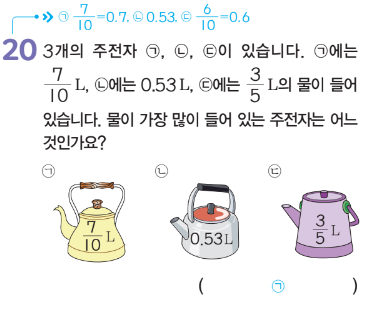 ≫ ㉠ 7/10=0.7, ㉡ 0.53, ㉢ 6/10=0.6
20 3개의 주전자 ㉠, ㉡, ㉢이 있습니다. ㉠에는
7/10 L, ㉡에는 0.53 L, ㉢에는 3/5 L의 물이 들어
있습니다. 물이 가장 많이 들어 있는 주전자는 어느
것인가요?
㉠ ㉡ ㉢
7/10 L 0.53L 3/5 L
( ㉠ )